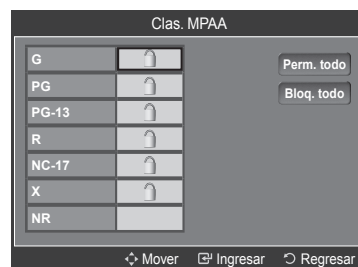 Clas. MPAA
G
PG
PG-13
R
NC-17
X
NR
Perm. todo
Bloq. todo
Mover Ingresar Regresar